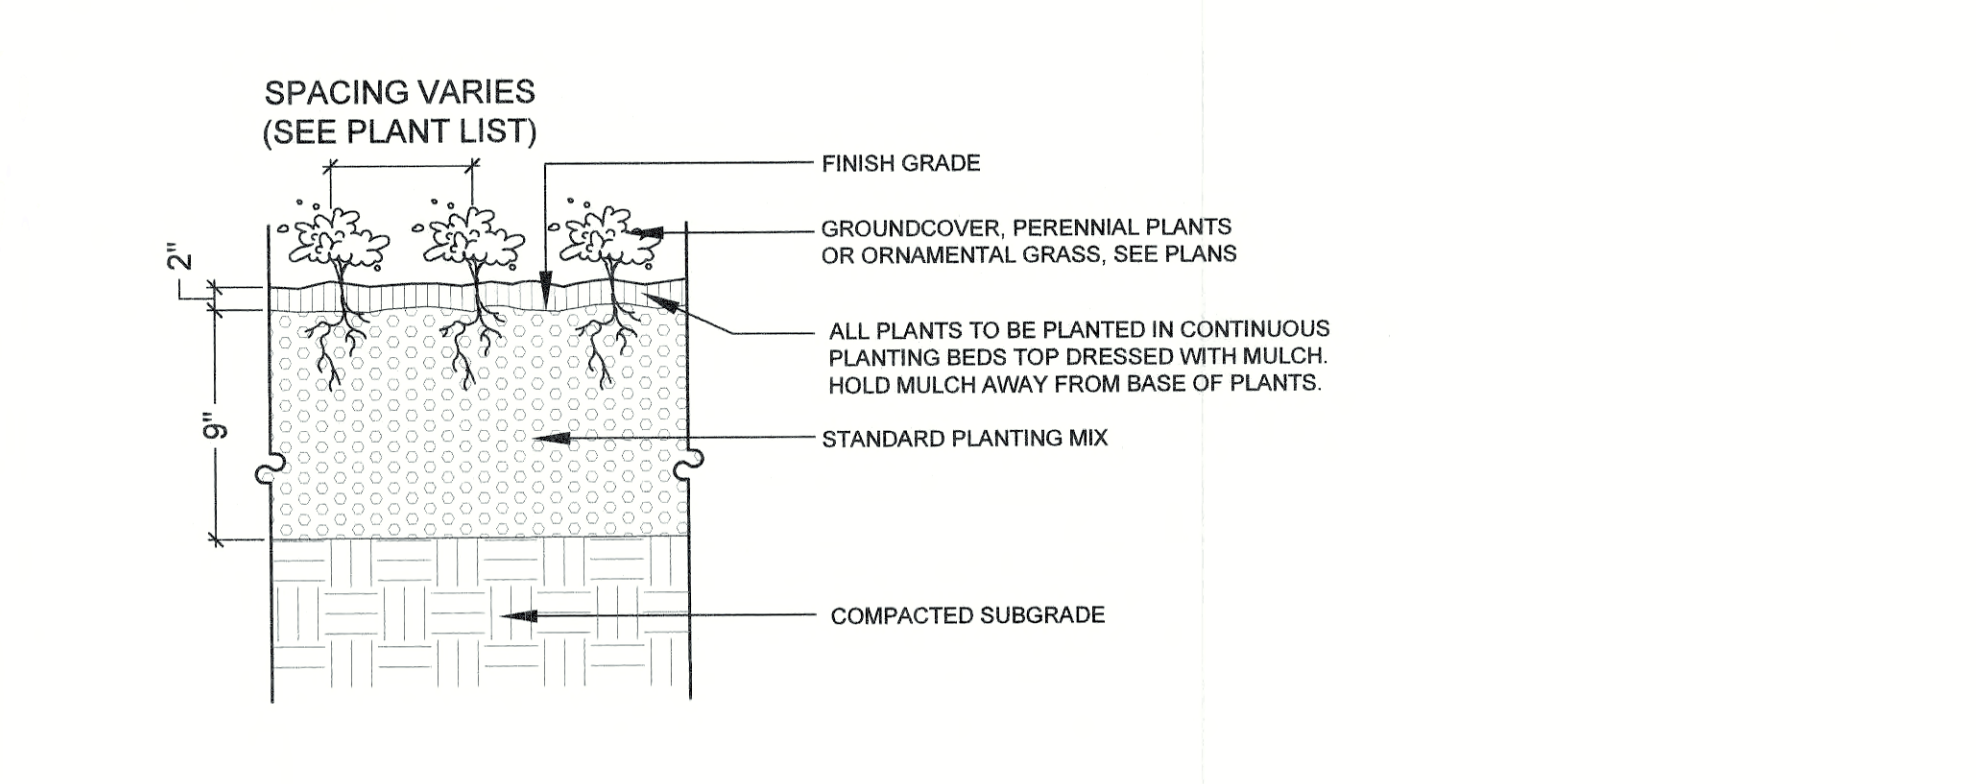 SPACING VARIES
(SEE PLANT LIST)
FINISH GRADE
GROUNDCOVER, PERENNIAL PLANTS
OR ORNAMENTAL GRASS, SEE PLANS
2"
ALL PLANTS TO BE PLANTED IN CONTINUOUS
PLANTING BEDS TOP DRESSED WITH MULCH.
HOLD MULCH AWAY FROM BASE OF PLANTS.
9"
STANDARD PLANTING MIX
COMPACTED SUBGRADE